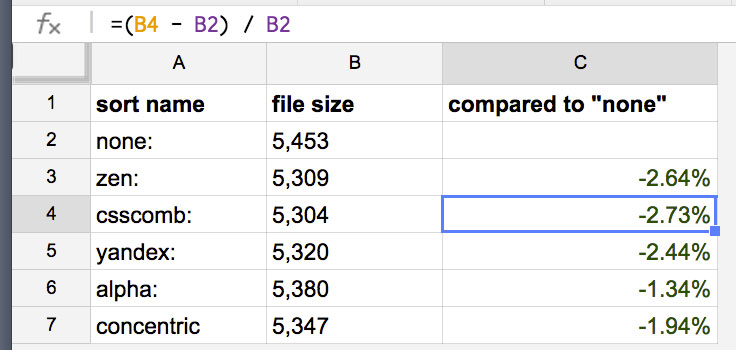 fx =(B4 - B2) / B2
A B C
1 sort name file size compared to "none"
2 none: 5,453
3 zen: 5,309 -2.64%
4 csscomb: 5,304 -2.73%
5 yandex: 5,320 -2.44%
6 alpha: 5,380 -1.34%
7 concentric 5,347 -1.94%